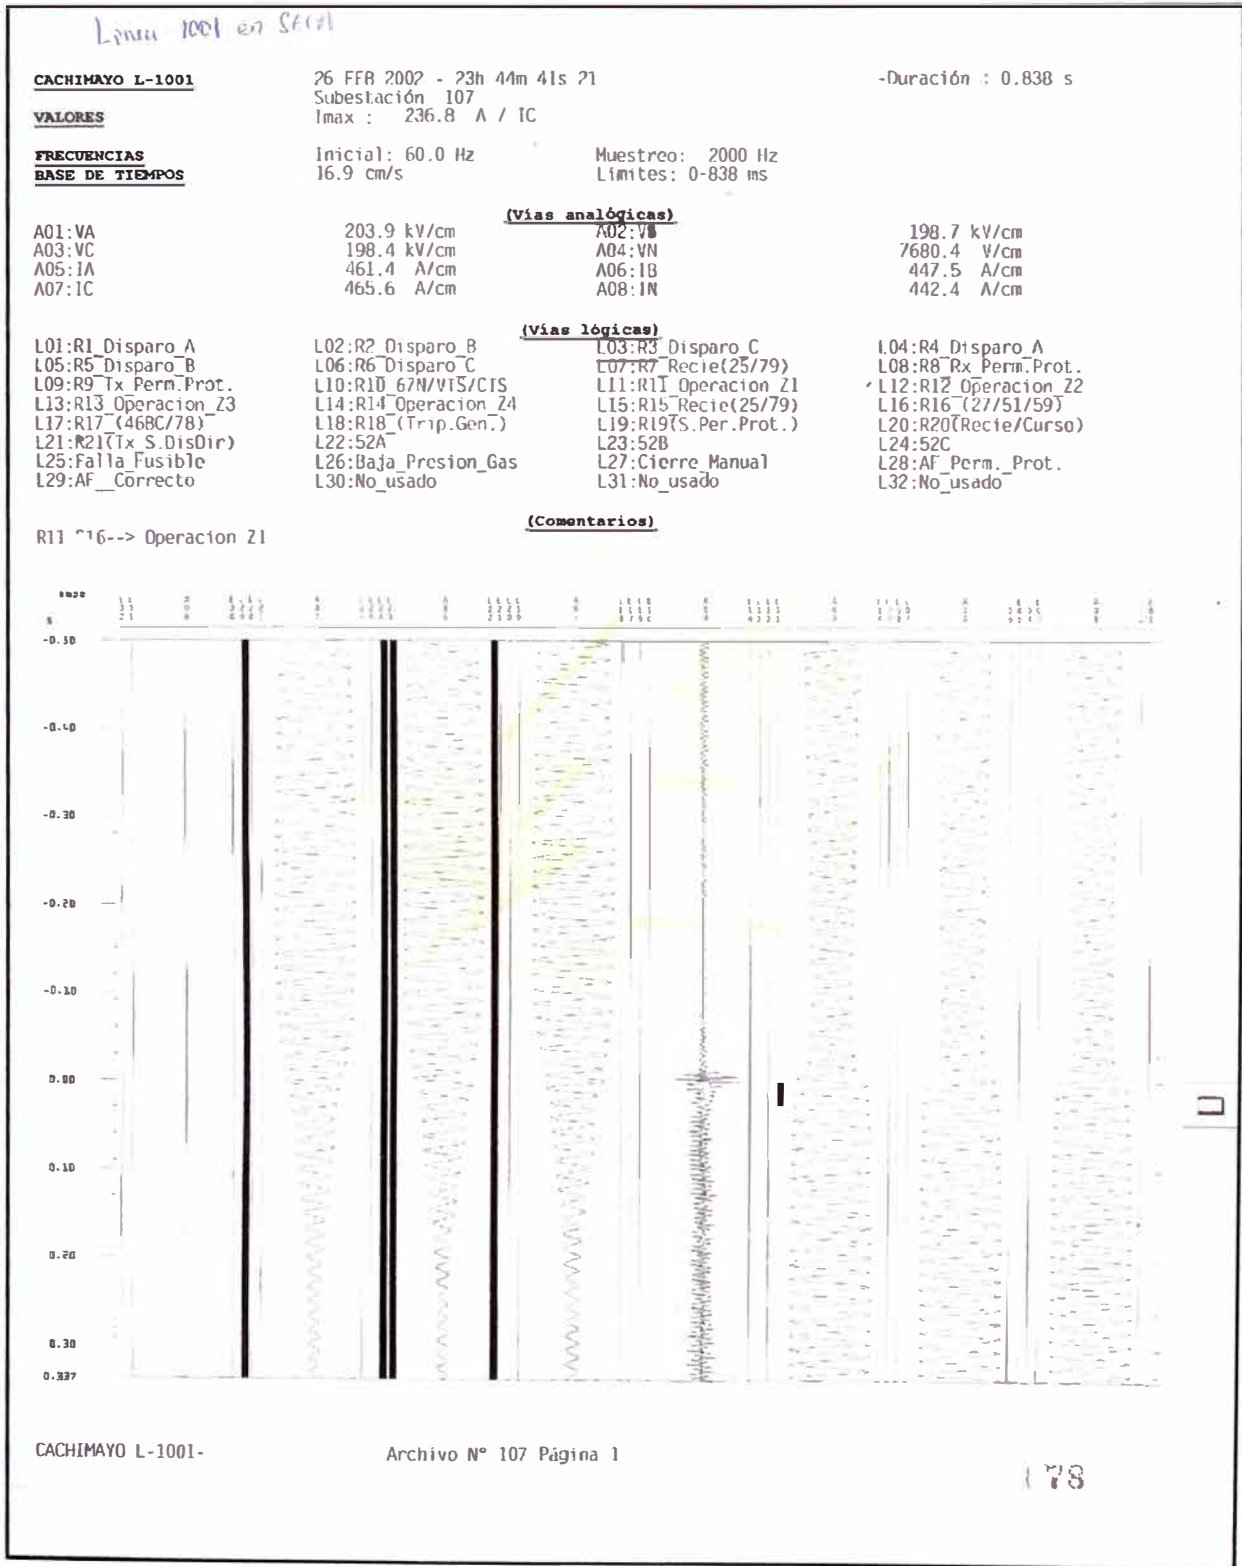 Linea 1001 en
CACHIMAYO L-1001 26 FEB 2002 - 23h 44m 41s 21 -Duración : 0.838 s
Subestación 107
VALORES Imax : 236.8 A / IC
FRECUENCIAS Inicial: 60.0 Hz Muestreo: 2000 Hz
BASE DE TIEMPOS 16.9 cm/s Límites: 0-838 ms
(Vías analógicas)
A01:VA 203.9 kV/cm A02:VB 198.7 kV/cm
A03:VC 198.4 kV/cm A04:VN 7680.4 V/cm
A05:IA 461.4 A/cm A06:IB 447.5 A/cm
A07:IC 465.6 A/cm A08:IN 442.4 A/cm
(Vías lógicas)
L01:R1_Disparo_A L02:R2_Disparo_B L03:R3_Disparo_C L04:R4_Disparo_A
L05:R5_Disparo_B L06:R6_Disparo_C L07:R7_Recie(25/79) L08:R8_Rx_Perm.Prot.
L09:R9_Tx_Perm.Prot. L10:R10_67N/VTS/CTS L11:R11_Operacion_Z1 L12:R12_Operacion_Z2
L13:R13_Operacion_Z3 L14:R14_Operacion_Z4 L15:R15_Recie(25/79) L16:R16_(27/51/59)
L17:R17_(46BC/78) L18:R18_(Trip.Gen.) L19:R19(S.Per.Prot.) L20:R20(Recie/Curso)
L21:R21(Tx_S.DisDir) L22:52A L23:52B L24:52C
L25:Falla_Fusible L26:Baja_Presion_Gas L27:Cierre_Manual L28:AF_Perm._Prot.
L29:AF__Correcto L30:No_usado L31:No_usado L32:No_usado
(Comentarios)
R11 16--> Operacion Z1
s
-0.50
-0.40
-0.30
-0.20
-0.10
0.00
0.10
0.20
0.30
0.337
CACHIMAYO L-1001- Archivo N° 107 Página 1
78